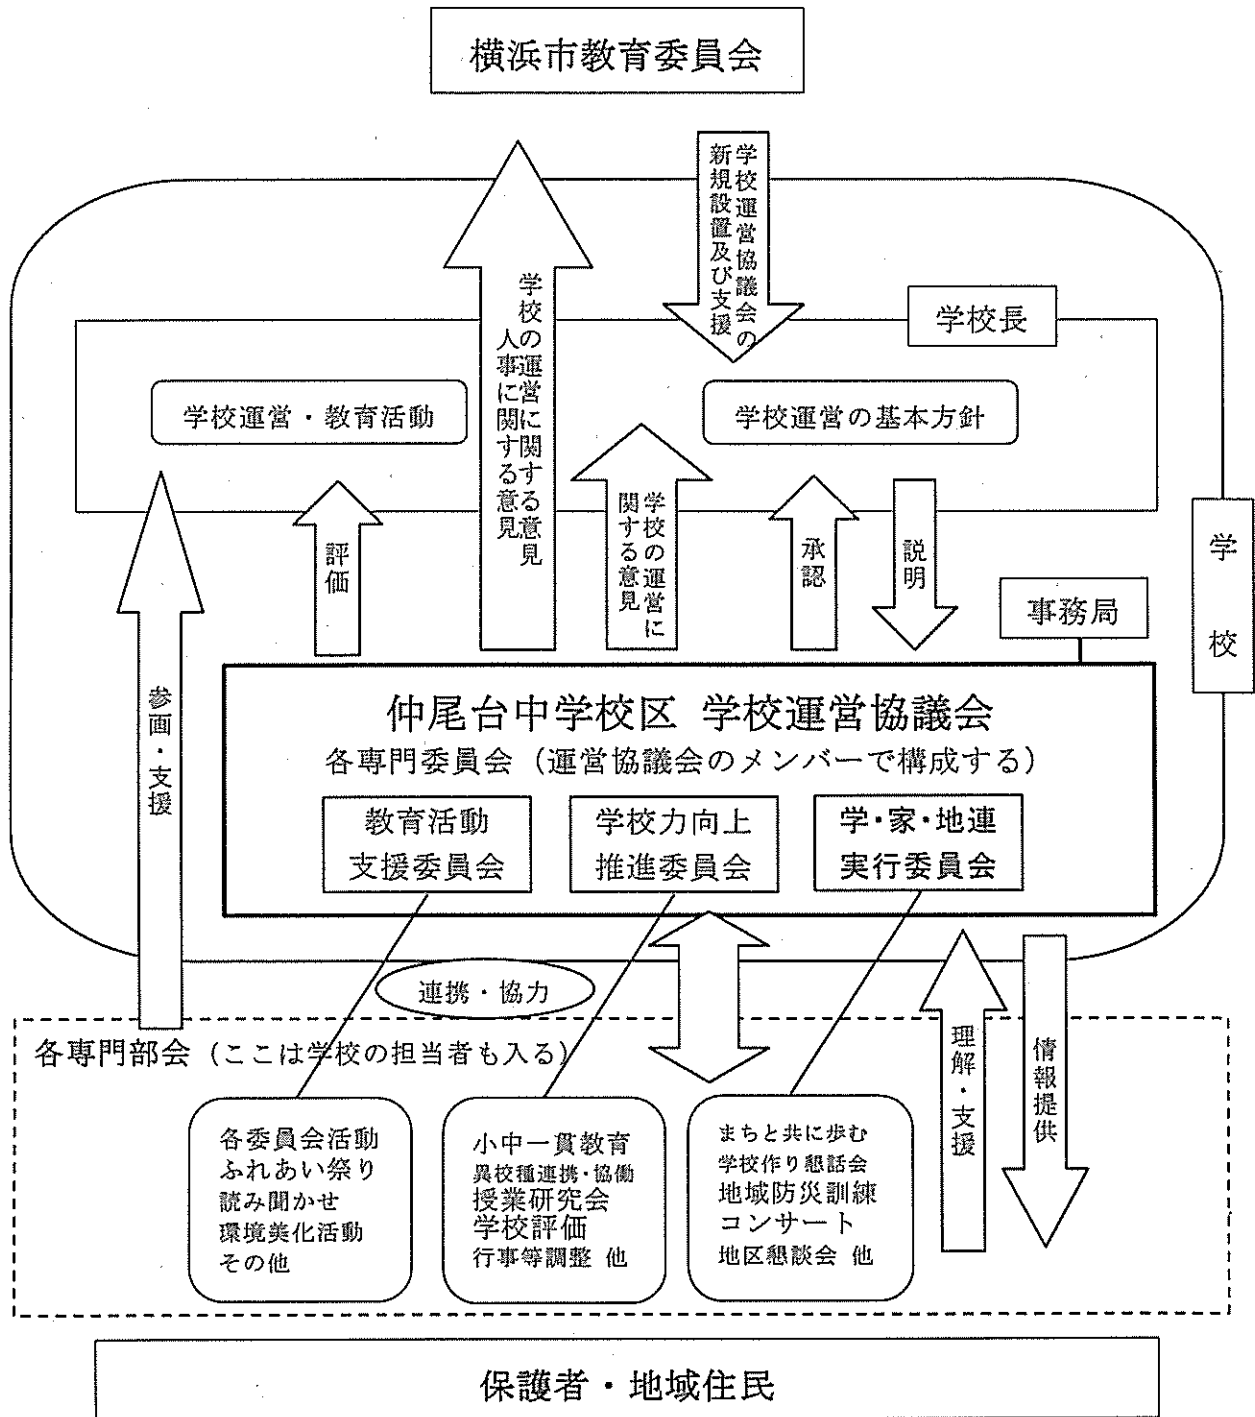 横浜市教育委員会
学校運営協議会の
新規設置及び支援
学校の運営に関する意見
人事に関する意見
学校長
学校運営・教育活動
学校運営の基本方針
学校
評価
学校の運営に
関する意見
承認
説明
事務局
参画・支援
仲尾台中学校区 学校運営協議会
各専門委員会（運営協議会のメンバーで構成する）
教育活動
支援委員会
学校力向上
推進委員会
学・家・地連
実行委員会
連携・協力
理解・支援
情報提供
各専門部会（ここは学校の担当者も入る）
各委員会活動
ふれあい祭り
読み聞かせ
環境美化活動
その他
小中一貫教育
異校種連携・協働
授業研究会
学校評価
行事等調整 他
まちと共に歩む
学校作り懇話会
地域防災訓練
コンサート
地区懇談会 他
保護者・地域住民